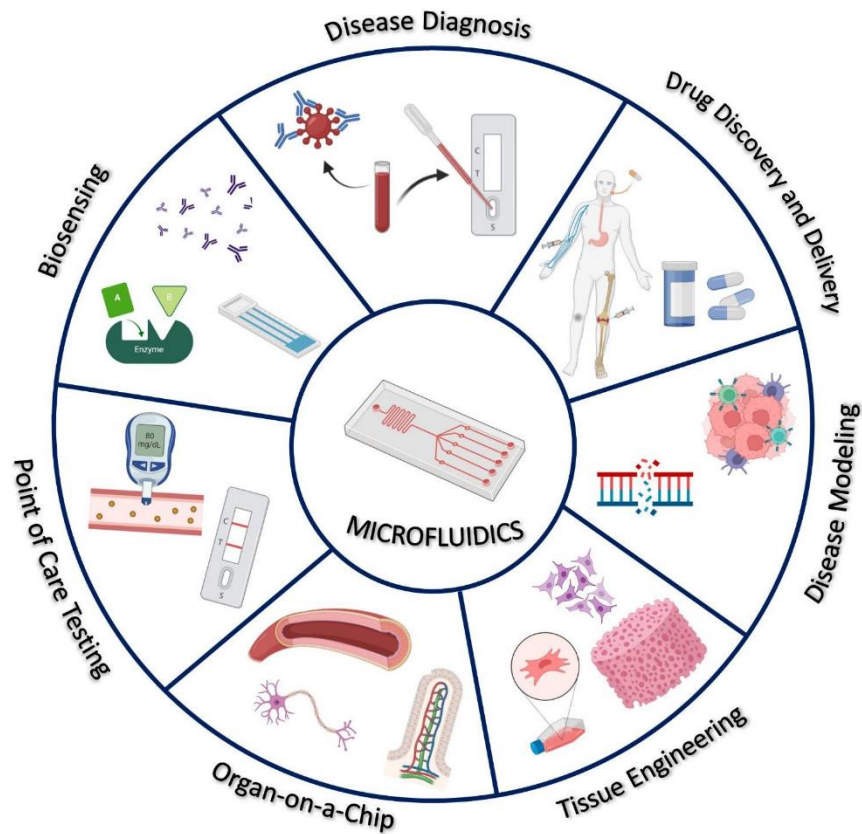 Disease Diagnosis
Drug Discovery and Delivery
Disease Modeling
Tissue Engineering
Organ-on-a-Chip
Point of Care Testing
Biosensing
C
T
S
A
B
Enzyme
80
mg/dL
C
T
S
MICROFLUIDICS